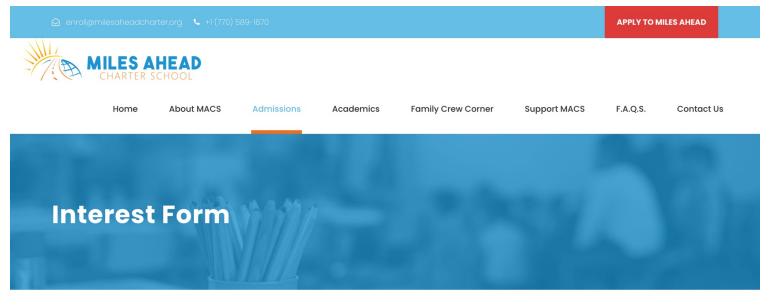 enroll@milesaheadcharter.org +1 (770) 589-1670 APPLY TO MILES AHEAD
MILES AHEAD
CHARTER SCHOOL
Home About MACS Admissions Academics Family Crew Corner Support MACS F.A.Q.S. Contact Us
Interest Form